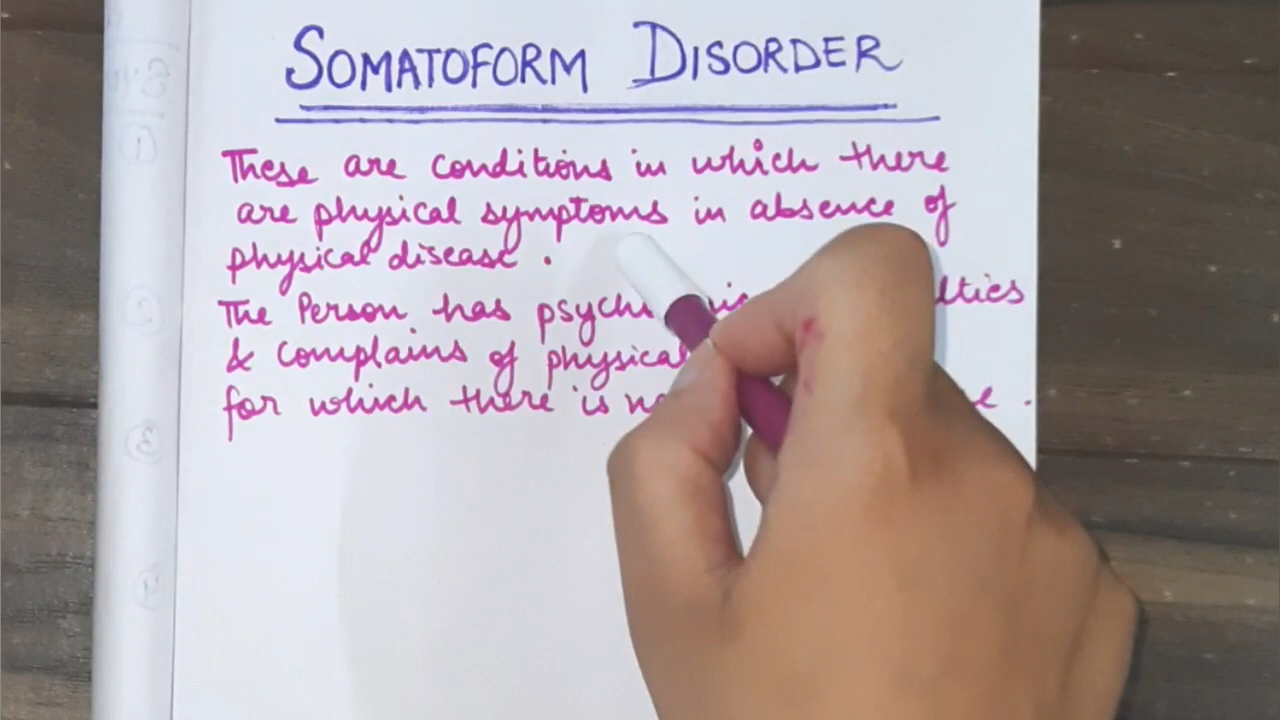 SOMATOFORM DISORDER
These are conditions in which there
are physical symptoms in absence of
physical disease.
The Person has
& complains of physical
for which there is